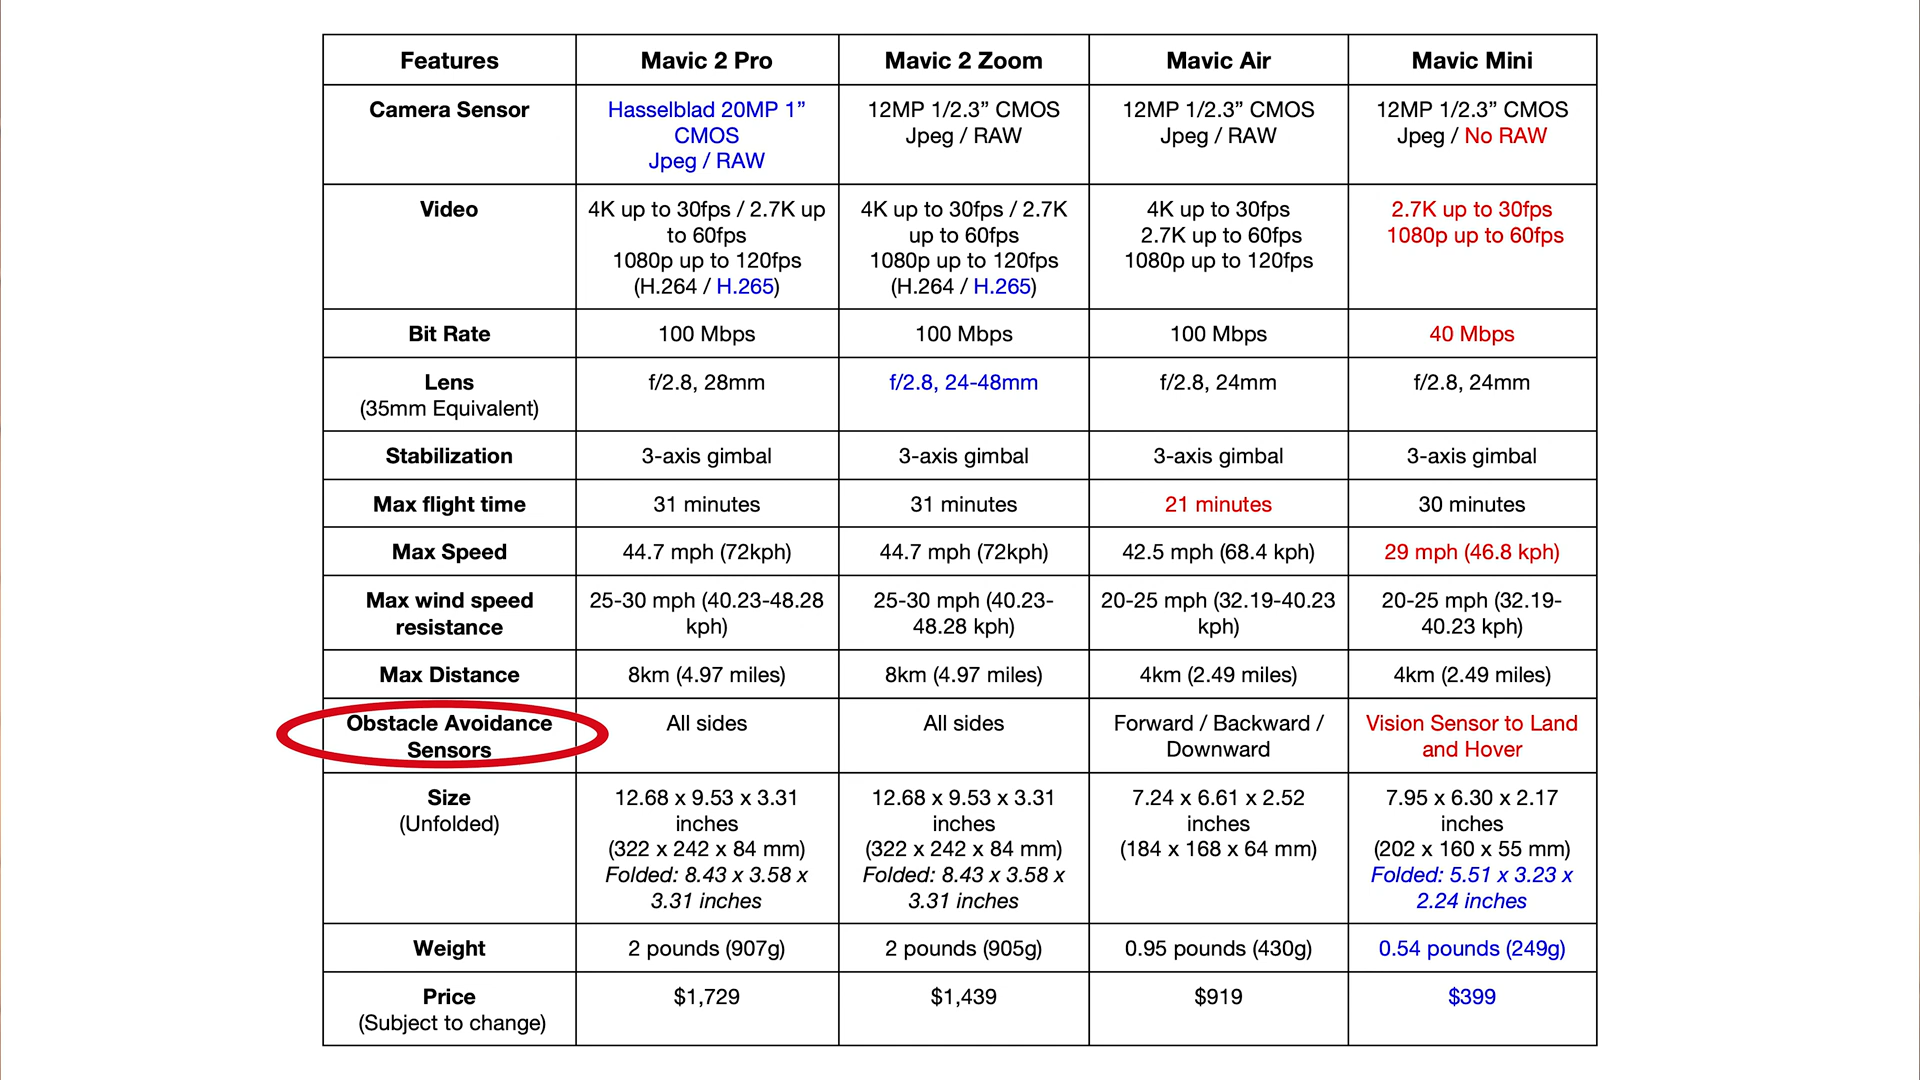 Features
Mavic 2 Pro
Mavic 2 Zoom
Mavic Air
Mavic Mini
Camera Sensor
Hasselblad 20MP 1”
CMOS
Jpeg / RAW
12MP 1/2.3” CMOS
Jpeg / RAW
12MP 1/2.3” CMOS
Jpeg / RAW
12MP 1/2.3” CMOS
Jpeg / No RAW
Video
4K up to 30fps / 2.7K up
to 60fps
1080p up to 120fps
(H.264 / H.265)
4K up to 30fps / 2.7K
up to 60fps
1080p up to 120fps
(H.264 / H.265)
4K up to 30fps
2.7K up to 60fps
1080p up to 120fps
2.7K up to 30fps
1080p up to 60fps
Bit Rate
100 Mbps
100 Mbps
100 Mbps
40 Mbps
Lens
(35mm Equivalent)
f/2.8, 28mm
f/2.8, 24-48mm
f/2.8, 24mm
f/2.8, 24mm
Stabilization
3-axis gimbal
3-axis gimbal
3-axis gimbal
3-axis gimbal
Max flight time
31 minutes
31 minutes
21 minutes
30 minutes
Max Speed
44.7 mph (72kph)
44.7 mph (72kph)
42.5 mph (68.4 kph)
29 mph (46.8 kph)
Max wind speed
resistance
25-30 mph (40.23-48.28
kph)
25-30 mph (40.23-
48.28 kph)
20-25 mph (32.19-40.23
kph)
20-25 mph (32.19-
40.23 kph)
Max Distance
8km (4.97 miles)
8km (4.97 miles)
4km (2.49 miles)
4km (2.49 miles)
Obstacle Avoidance
Sensors
All sides
All sides
Forward / Backward /
Downward
Vision Sensor to Land
and Hover
Size
(Unfolded)
12.68 x 9.53 x 3.31
inches
(322 x 242 x 84 mm)
Folded: 8.43 x 3.58 x
3.31 inches
12.68 x 9.53 x 3.31
inches
(322 x 242 x 84 mm)
Folded: 8.43 x 3.58 x
3.31 inches
7.24 x 6.61 x 2.52
inches
(184 x 168 x 64 mm)
7.95 x 6.30 x 2.17
inches
(202 x 160 x 55 mm)
Folded: 5.51 x 3.23 x
2.24 inches
Weight
2 pounds (907g)
2 pounds (905g)
0.95 pounds (430g)
0.54 pounds (249g)
Price
(Subject to change)
$1,729
$1,439
$919
$399